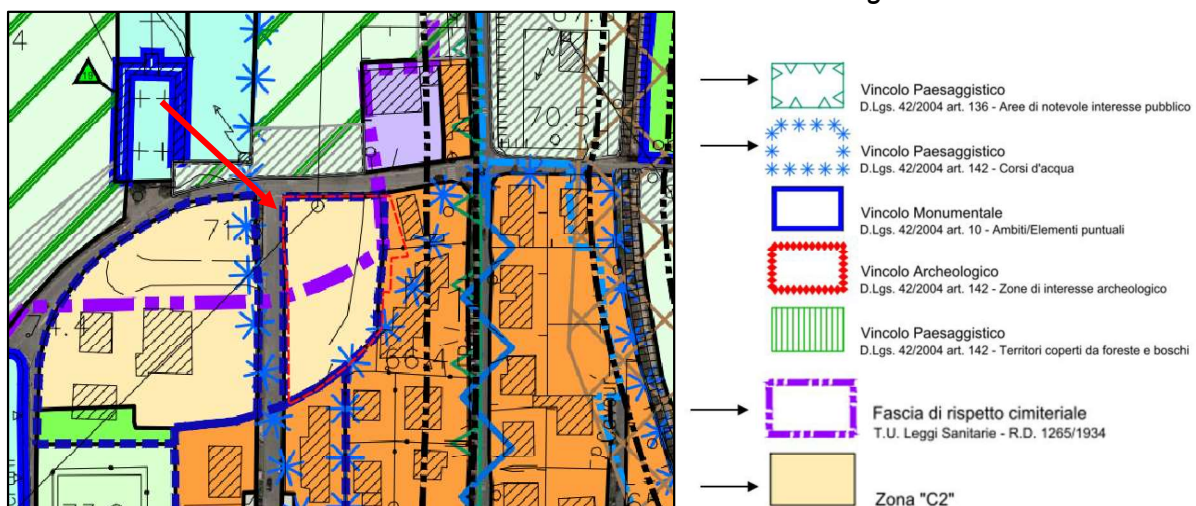 70.5
71.
66.4
4.4
Vincolo Paesaggistico
D.Lgs. 42/2004 art. 136 - Aree di notevole interesse pubblico
Vincolo Paesaggistico
D.Lgs. 42/2004 art. 142 - Corsi d'acqua
Vincolo Monumentale
D.Lgs. 42/2004 art. 10 - Ambiti/Elementi puntuali
Vincolo Archeologico
D.Lgs. 42/2004 art. 142 - Zone di interesse archeologico
Vincolo Paesaggistico
D.Lgs. 42/2004 art. 142 - Territori coperti da foreste e boschi
Fascia di rispetto cimiteriale
T.U. Leggi Sanitarie - R.D. 1265/1934
Zona "C2"